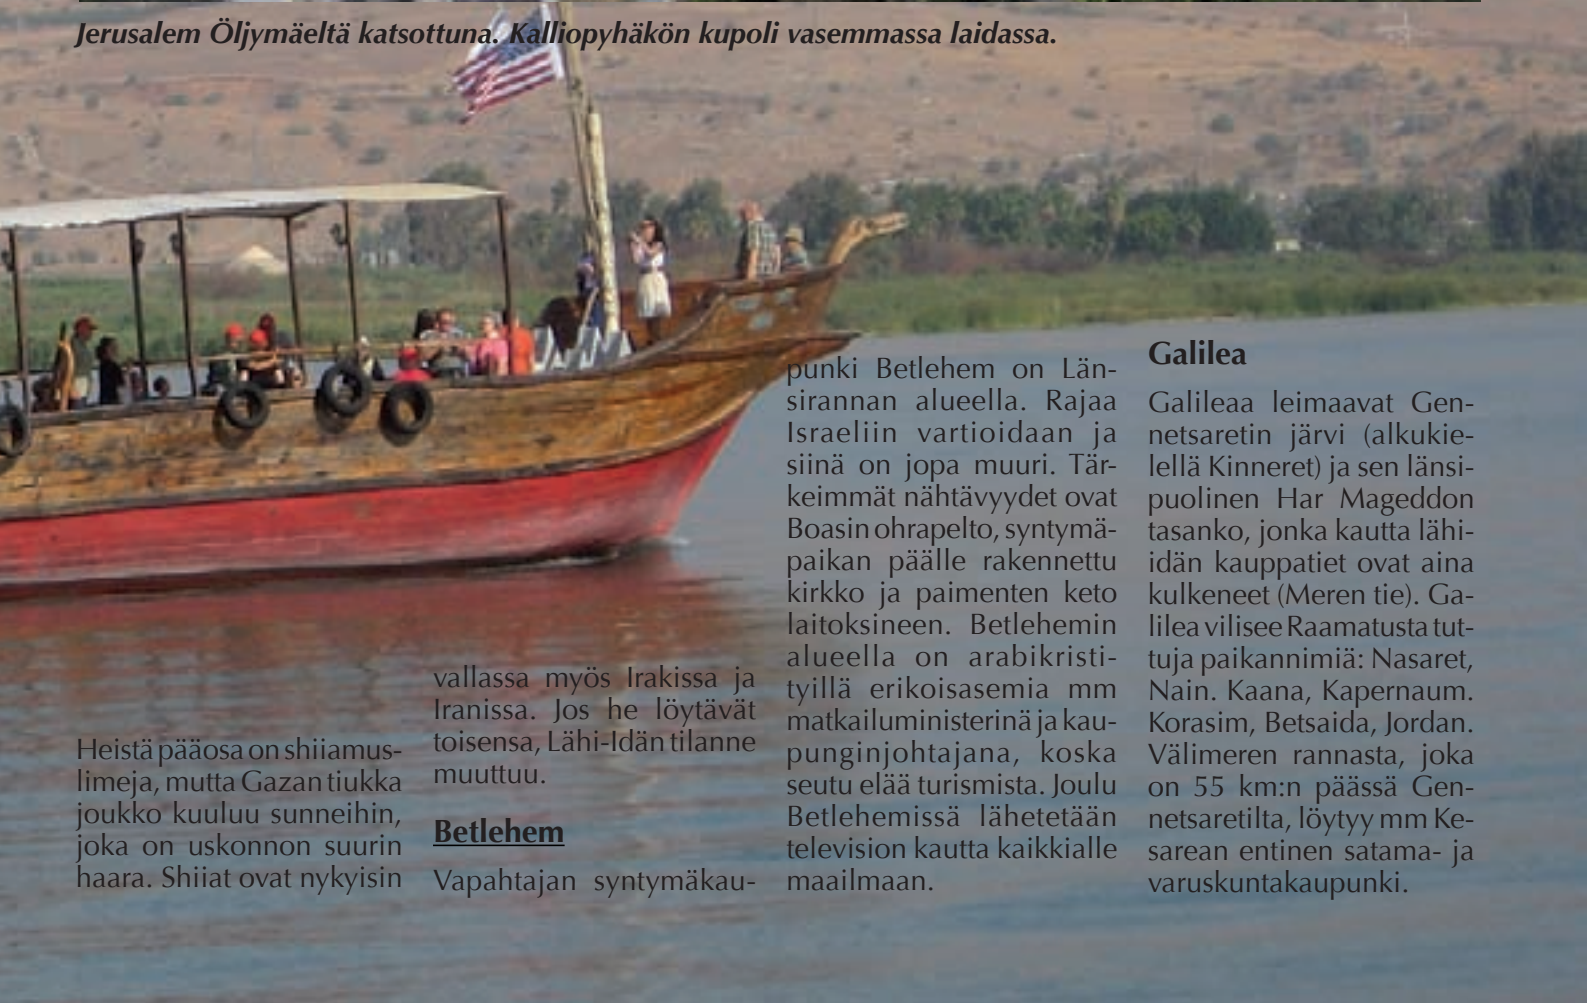 Jerusalem Öljymäeltä katsottuna. Kalliopyhäkön kupoli vasemmassa laidassa.
Heistä pääosa on shiiamus-
limeja, mutta Gazan tiukka
joukko kuuluu sunneihin,
joka on uskonnon suurin
haara. Shiiat ovat nykyisin
vallassa myös Irakissa ja
Iranissa. Jos he löytävät
toisensa, Lähi-Idän tilanne
muuttuu.
Betlehem
Vapahtajan syntymäkau-
punki Betlehem on Län-
sirannan alueella. Rajaa
Israeliin vartioidaan ja
siinä on jopa muuri. Tär-
keimmät nähtävyydet ovat
Boasin ohrapelto, syntymä-
paikan päälle rakennettu
kirkko ja paimenten keto
laitoksineen. Betlehemin
alueella on arabikristi-
tyillä erikoisasemia mm
matkailuministerinä ja kau-
punginjohtajana, koska
seutu elää turismista. Joulu
Betlehemissä lähetetään
television kautta kaikkialle
maailmaan.
Galilea
Galileaa leimaavat Gen-
netsaretin järvi (alkukie-
lellä Kinneret) ja sen länsi-
puolinen Har Mageddon
tasanko, jonka kautta lähi-
idän kauppatiet ovat aina
kulkeneet (Meren tie). Ga-
lilea vilisee Raamatusta tut-
tuja paikannimiä: Nasaret,
Nain. Kaana, Kapernaum.
Korasim, Betsaida, Jordan.
Välimeren rannasta, joka
on 55 km:n päässä Gen-
netsaretilta, löytyy mm Ke-
sarean entinen satama- ja
varuskuntakaupunki.